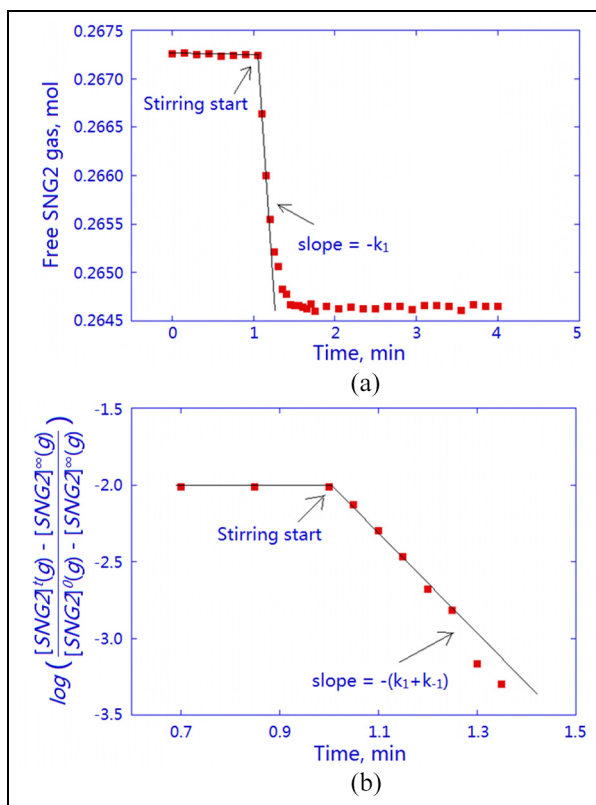 0.2675
0.2670
0.2665
0.2660
0.2655
0.2650
0.2645
Free SNG2 gas, mol
Stirring start
slope = -k₁
0 1 2 3 4 5
Time, min
(a)
-1.5
-2.0
-2.5
-3.0
-3.5
log ( [SNG2]ᵗ(g) - [SNG2]^∞(g)
[SNG2]⁰(g) - [SNG2]^∞(g) )
Stirring start
slope = -(k₁+k₋₁)
0.7 0.9 1.1 1.3 1.5
Time, min
(b)